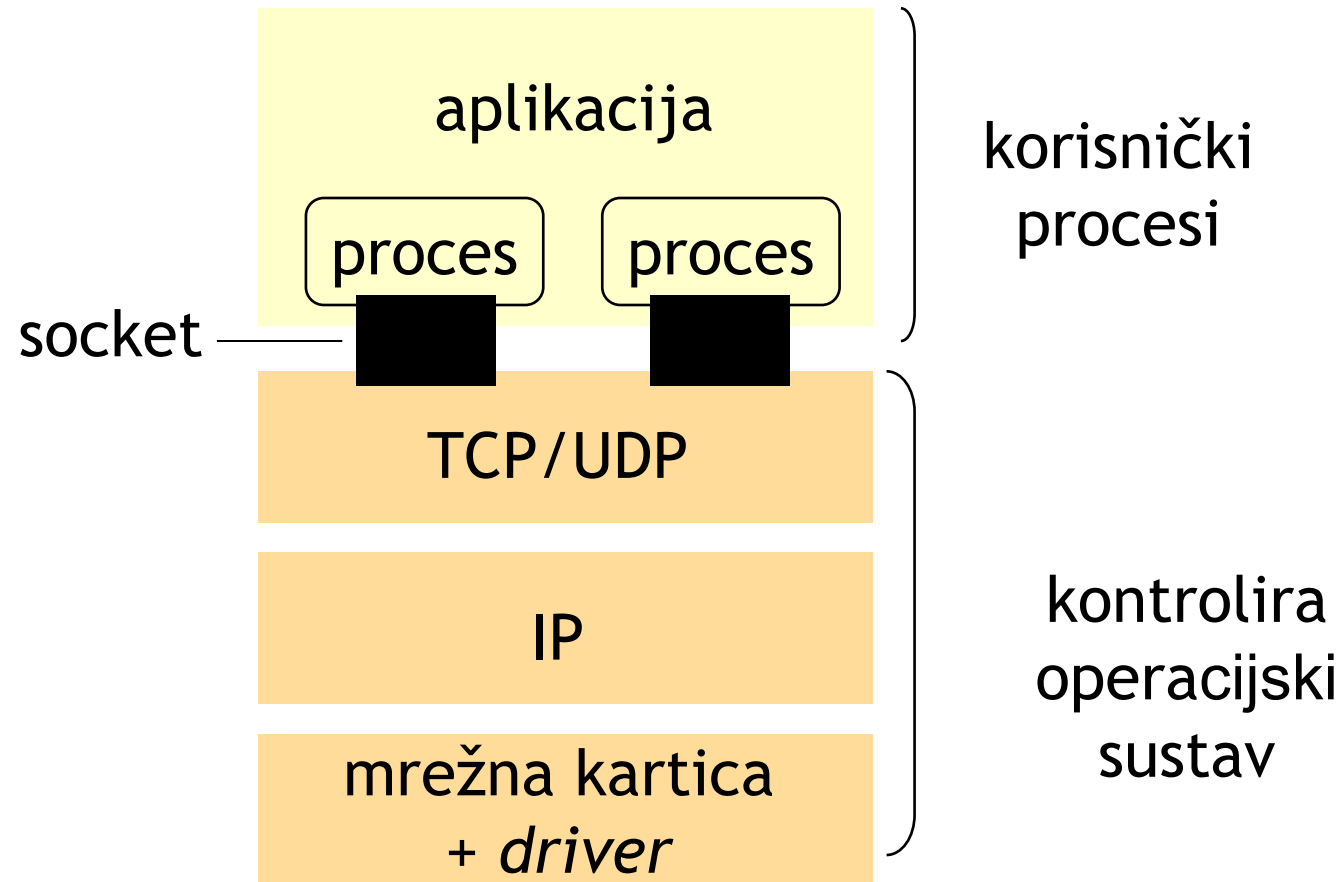 aplikacija
korisnički
procesi
proces
proces
socket
TCP/UDP
IP
kontrolira
operacijski
sustav
mrežna kartica
+ driver